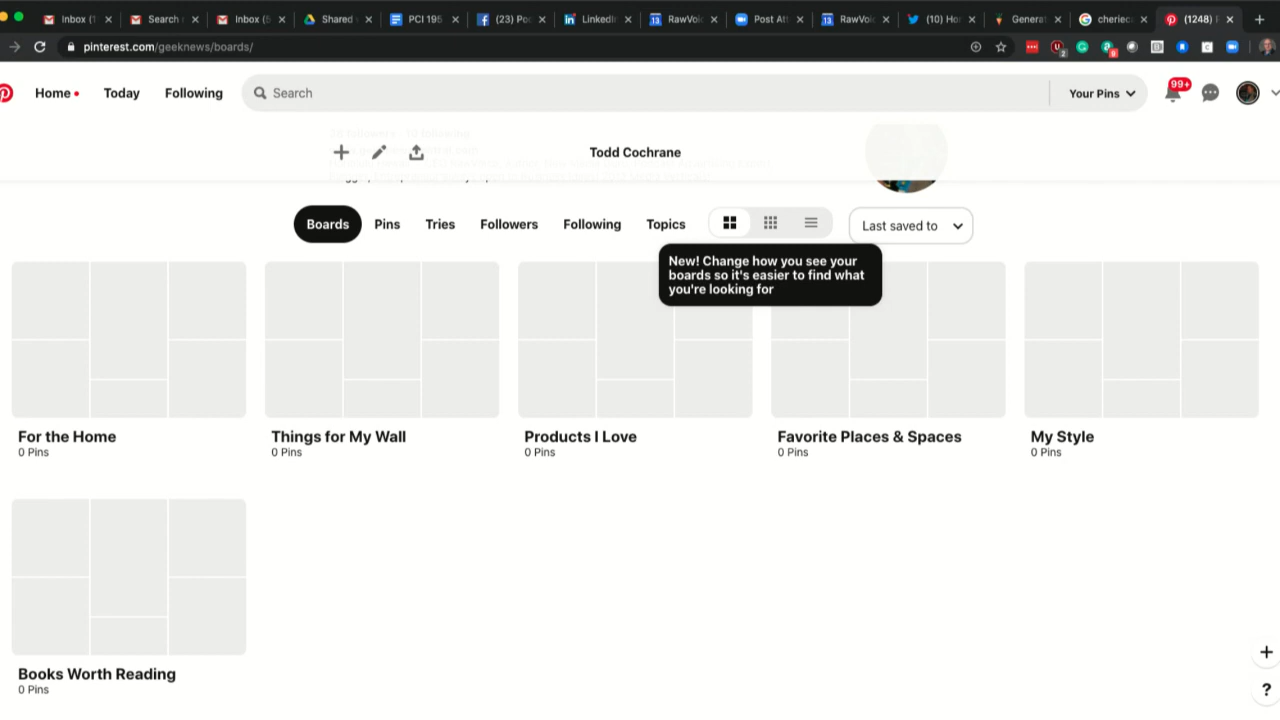 Inbox (1
Search
Inbox (5
Shared
PCI 195
(23) Po
LinkedIn
RawVoi
Post Att
RawVoi
(10) Ho
Generat
cheriec
(1248) P
pinterest.com/geeknews/boards/
Home
Today
Following
Search
Your Pins
99+
Todd Cochrane
Boards
Pins
Tries
Followers
Following
Topics
Last saved to
New! Change how you see your
boards so it's easier to find what
you're looking for
For the Home
0 Pins
Things for My Wall
0 Pins
Products I Love
0 Pins
Favorite Places & Spaces
0 Pins
My Style
0 Pins
Books Worth Reading
0 Pins
?